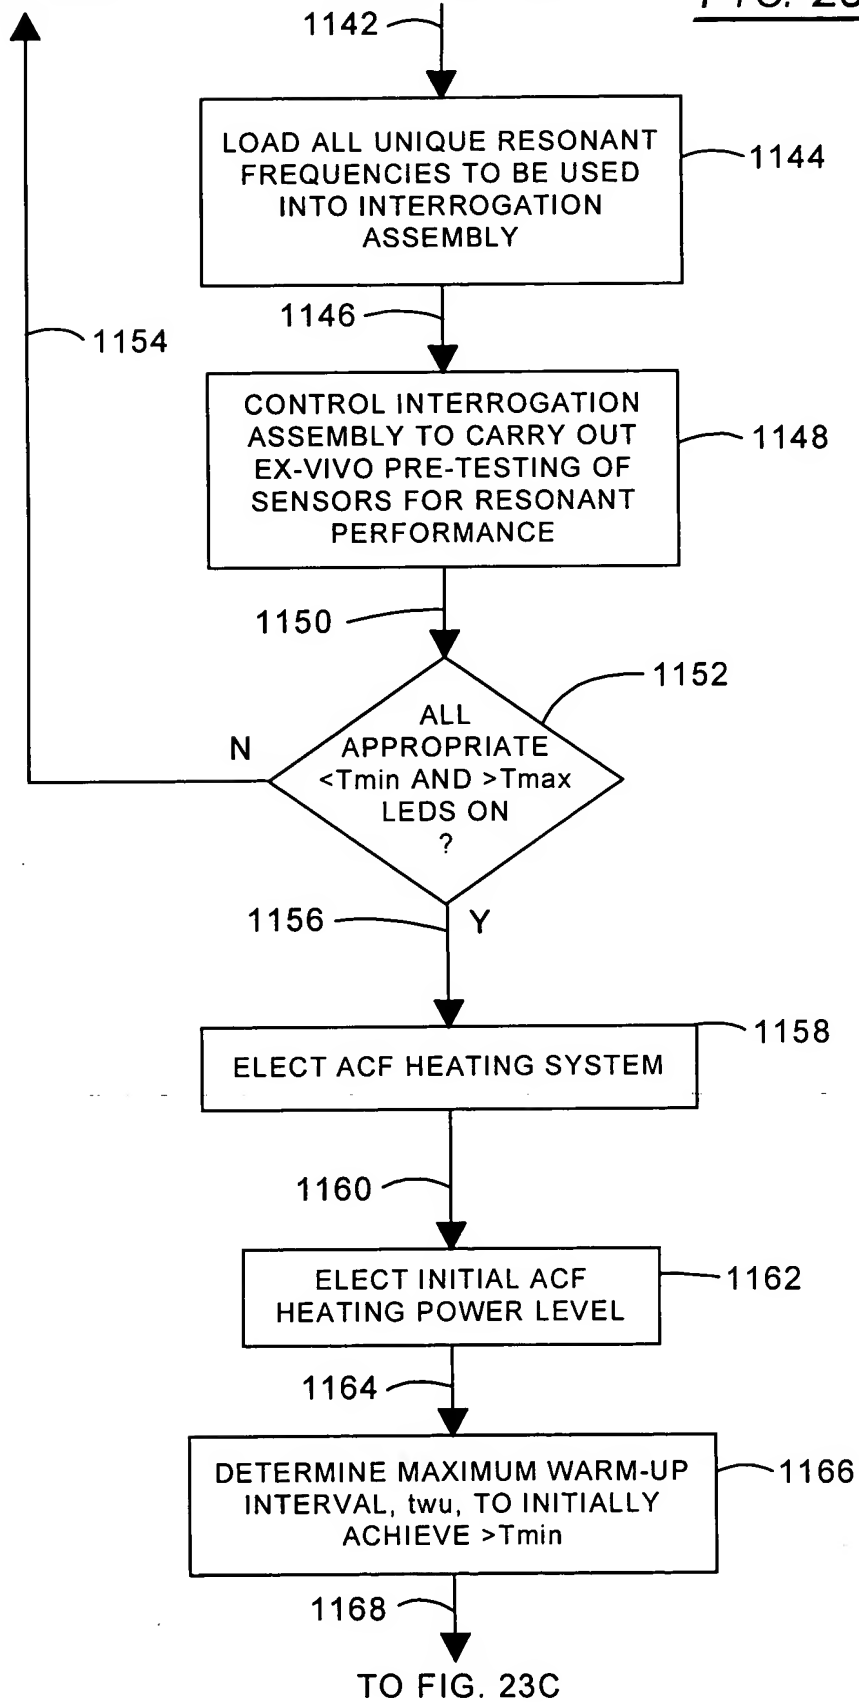 FIG. 23
1142
LOAD ALL UNIQUE RESONANT
FREQUENCIES TO BE USED
INTO INTERROGATION
ASSEMBLY
1144
1146
1154
CONTROL INTERROGATION
ASSEMBLY TO CARRY OUT
EX-VIVO PRE-TESTING OF
SENSORS FOR RESONANT
PERFORMANCE
1148
1150
1152
ALL
APPROPRIATE
<Tmin AND >Tmax
LEDS ON
?
N
1156
Y
1158
ELECT ACF HEATING SYSTEM
1160
ELECT INITIAL ACF
HEATING POWER LEVEL
1162
1164
DETERMINE MAXIMUM WARM-UP
INTERVAL, twu, TO INITIALLY
ACHIEVE >Tmin
1166
1168
TO FIG. 23C